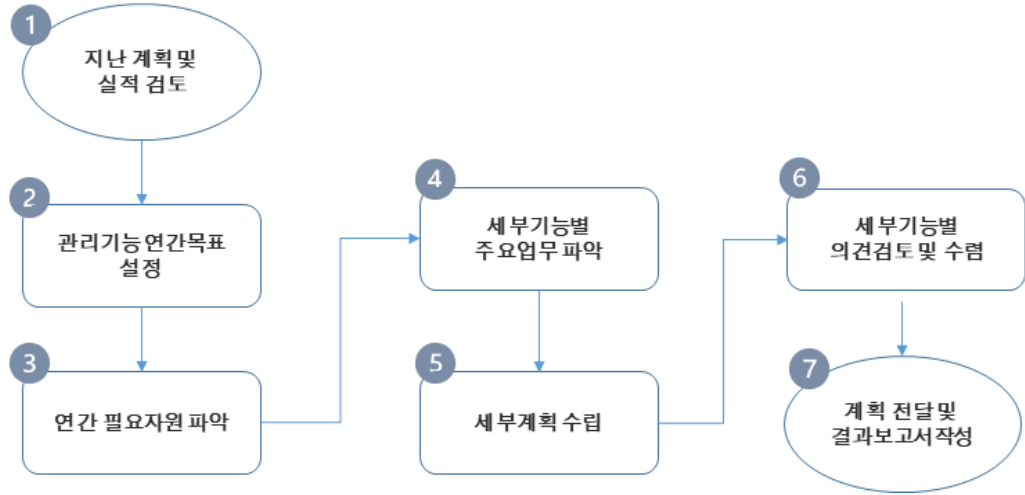 1
지난 계획 및
실적 검토
2
관리기능 연간목표
설정
3
연간 필요자원 파악
4
세부기능별
주요업무 파악
5
세부계획 수립
6
세부기능별
의견검토 및 수렴
7
계획 전달 및
결과보고서작성